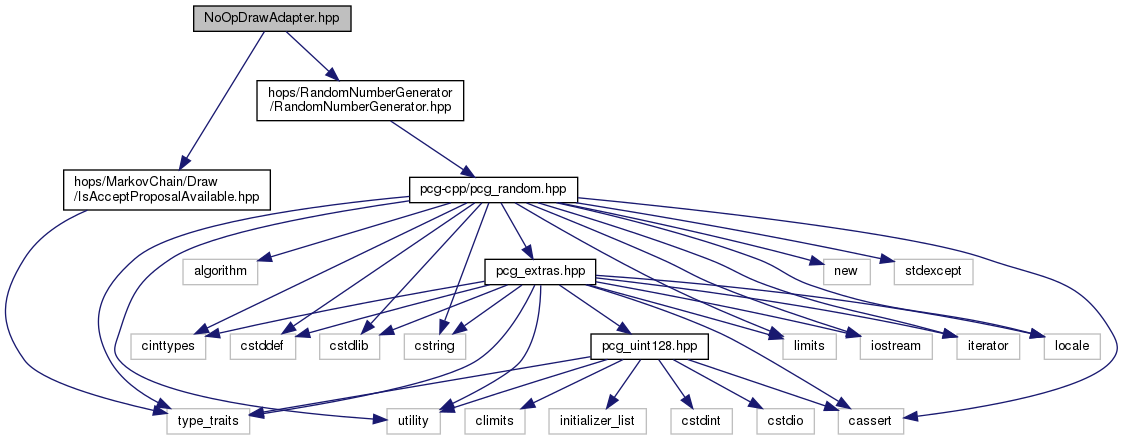 NoOpDrawAdapter.hpp
hops/RandomNumberGenerator
/RandomNumberGenerator.hpp
hops/MarkovChain/Draw
/IsAcceptProposalAvailable.hpp
pcg-cpp/pcg_random.hpp
algorithm
pcg_extras.hpp
new
stdexcept
cinttypes
cstddef
cstdlib
cstring
pcg_uint128.hpp
limits
iostream
iterator
locale
type_traits
utility
climits
initializer_list
cstdint
cstdio
cassert